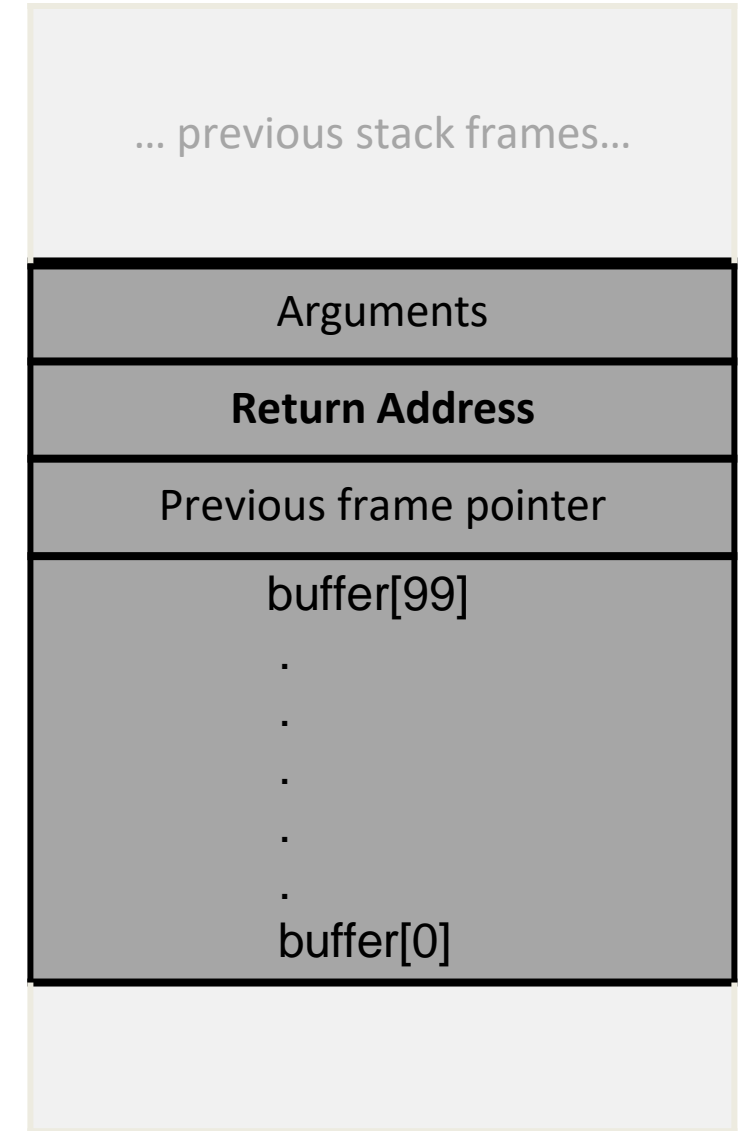 ... previous stack frames...
Arguments
Return Address
Previous frame pointer
buffer[99]
.
.
.
.
.
buffer[0]